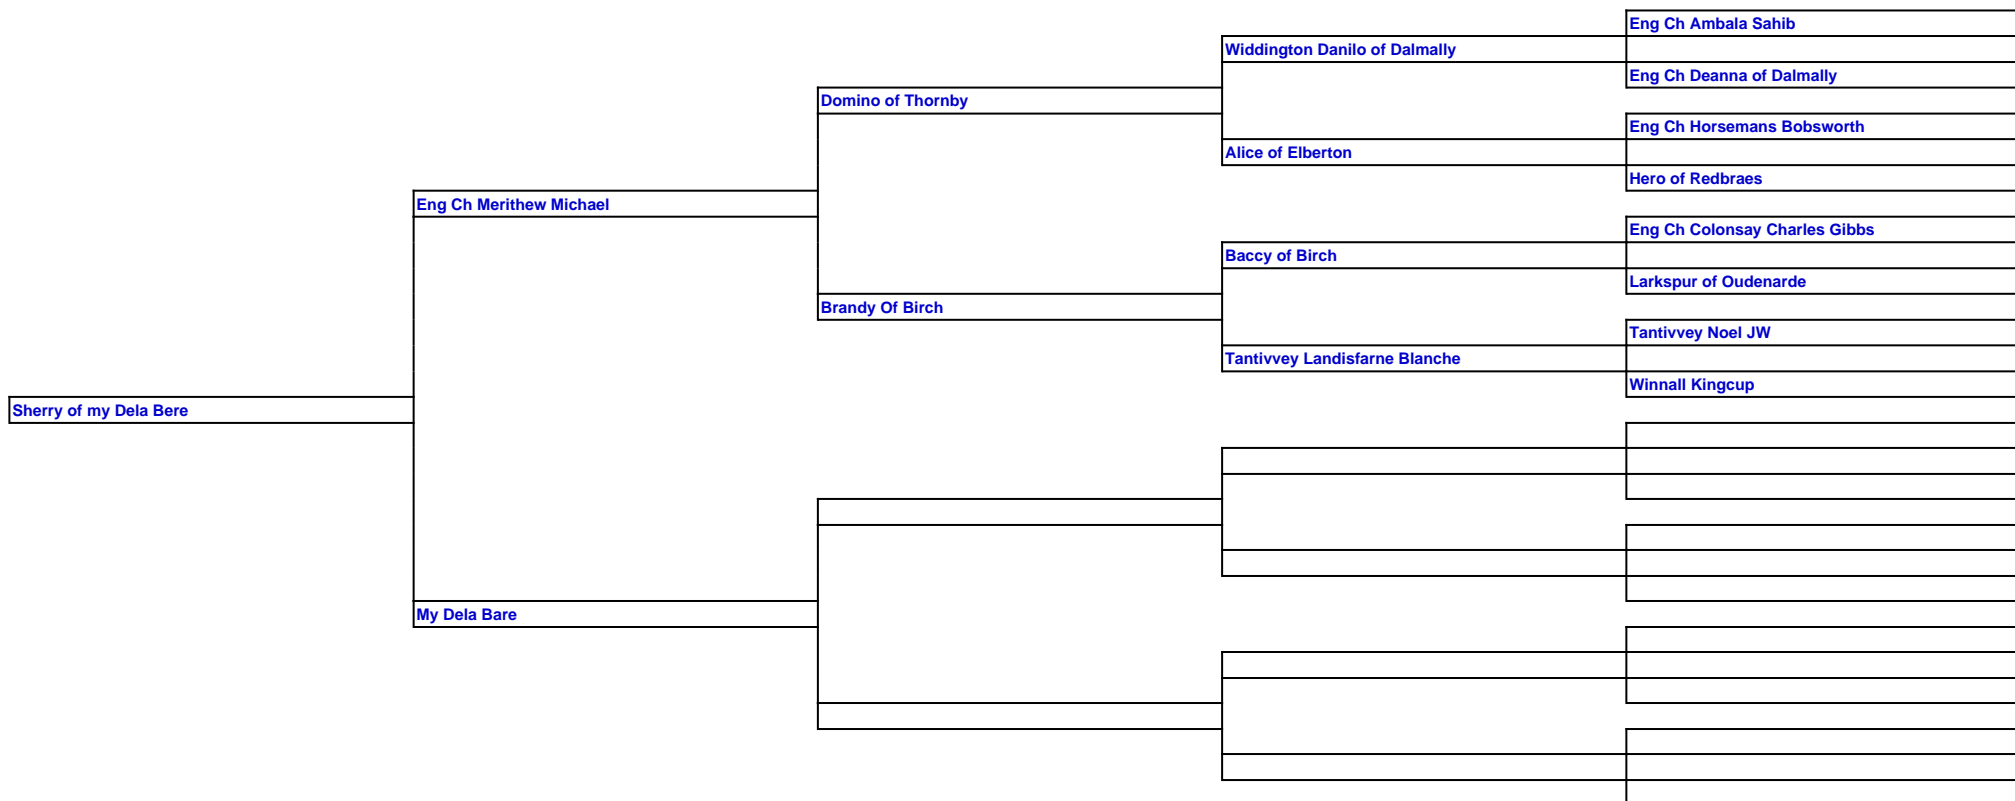 Eng Ch Ambala Sahib
Widdington Danilo of Dalmally
Eng Ch Deanna of Dalmally
Domino of Thornby
Eng Ch Horsemans Bobsworth
Alice of Elberton
Hero of Redbraes
Eng Ch Merithew Michael
Eng Ch Colonsay Charles Gibbs
Baccy of Birch
Larkspur of Oudenarde
Brandy Of Birch
Tantivvey Noel JW
Tantivvey Landisfarne Blanche
Winnall Kingcup
Sherry of my Dela Bere
My Dela Bare